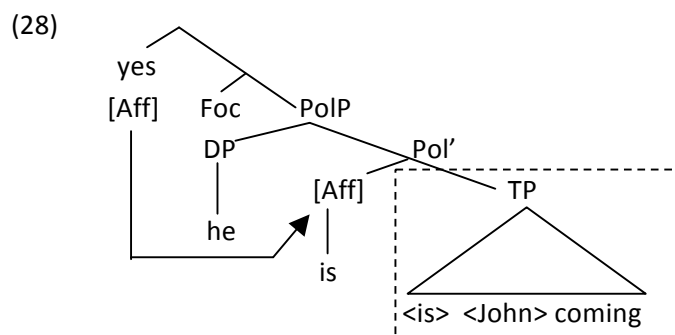 (28)
yes
[Aff] Foc PolP
DP Pol’
[Aff] TP
he
is
<is> <John> coming